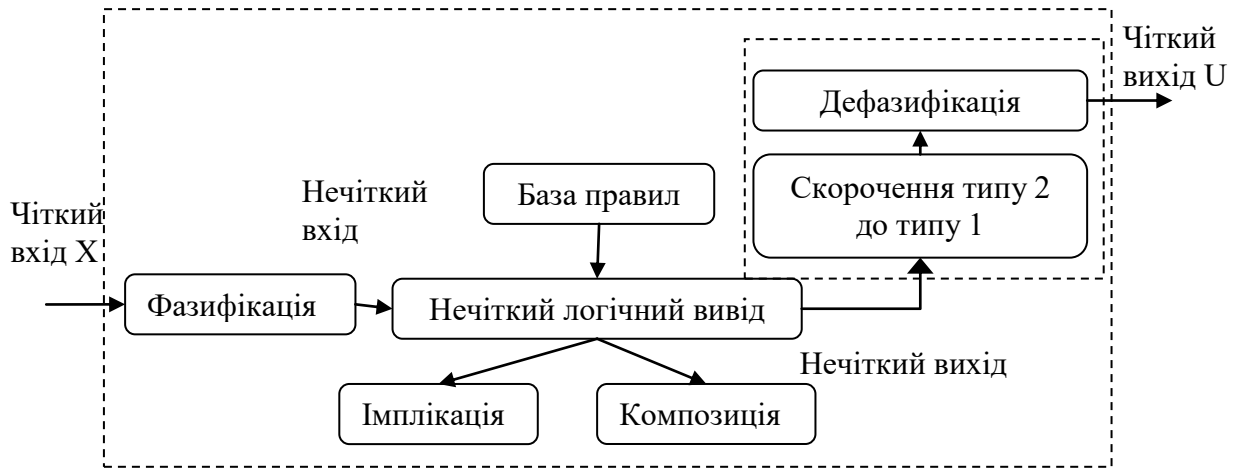 Чіткий
вихід U
Дефазифікація
Скорочення типу 2
до типу 1
База правил
Нечіткий
вхід
Чіткий
вхід X
Фазифікація
Нечіткий логічний вивід
Нечіткий вихід
Імплікація
Композиція